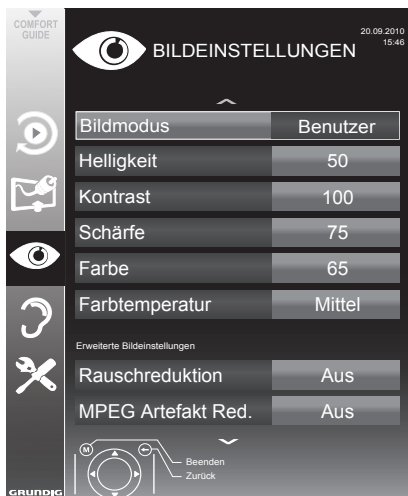 COMFORT
GUIDE
BILDEINSTELLUNGEN
20.09.2010
15:46
Bildmodus Benutzer
Helligkeit 50
Kontrast 100
Schärfe 75
Farbe 65
Farbtemperatur Mittel
Erweiterte Bildeinstellungen
Rauschreduktion Aus
MPEG Artefakt Red. Aus
M
Beenden
Zurück
GRUNDIG